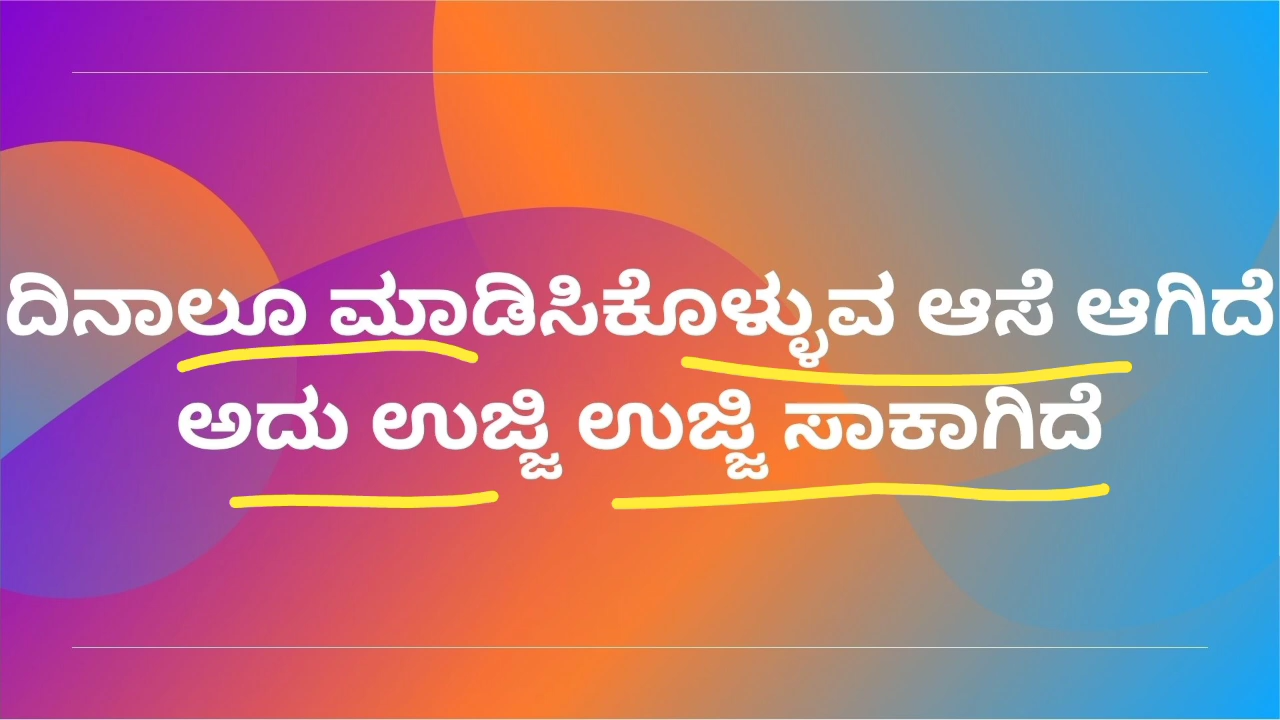 ದಿನಾಲೂ ಮಾಡಿಸಿಕೊಳ್ಳುವ ಆಸೆ ಆಗಿದೆ
ಅದು ಉಜ್ಜಿ ಉಜ್ಜಿ ಸಾಕಾಗಿದೆ